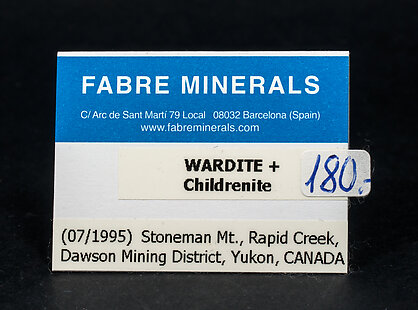 FABRE MINERALS
C/ Arc de Sant Martí 79 Local 08032 Barcelona (Spain)
www.fabreminerals.com
WARDITE +
Childrenite
180.-
(07/1995) Stoneman Mt., Rapid Creek,
Dawson Mining District, Yukon, CANADA